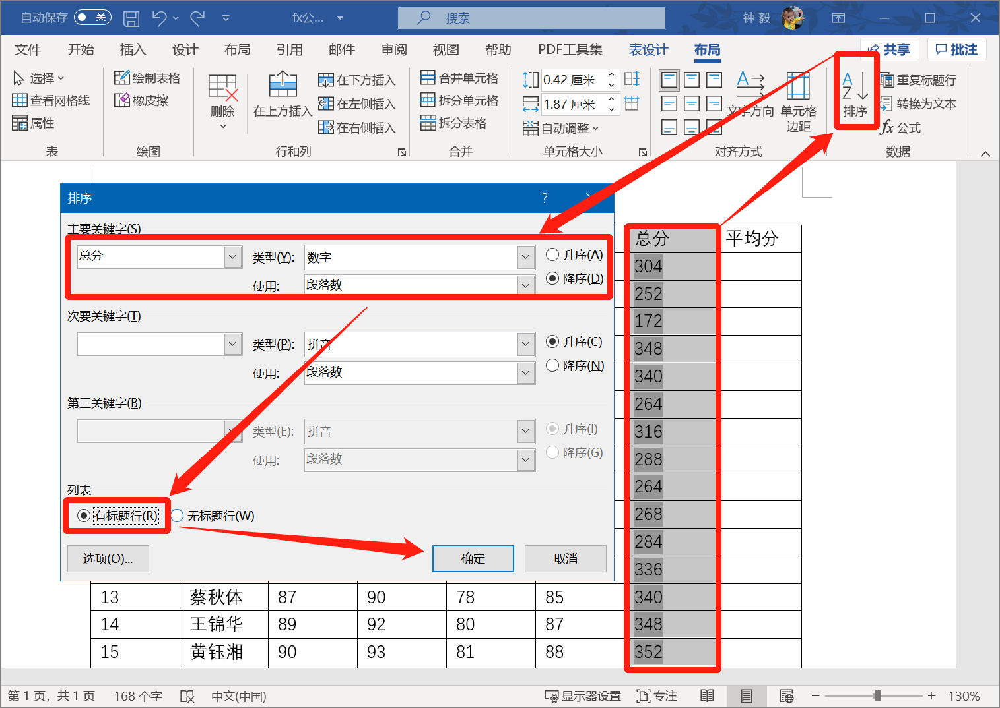 自动保存 关 fx公... 搜索 钟 毅
文件 开始 插入 设计 布局 引用 邮件 审阅 视图 帮助 PDF工具集 表设计 布局 共享 批注
选择 绘制表格 合并单元格 0.42 厘米 重复标题行
查看网格线 橡皮擦 删除 在上方插入 在下方插入 在左侧插入 拆分单元格 1.87 厘米 文字方向 单元格边距 排序 转换为文本
属性 在右侧插入 拆分表格 自动调整 fx 公式
表 绘图 行和列 合并 单元格大小 对齐方式 数据
排序 ?
主要关键字(S)
总分 类型(Y): 数字 升序(A)
使用: 段落数 降序(D)
次要关键字(T)
类型(P): 拼音 升序(C)
使用: 段落数 降序(N)
第三关键字(B)
类型(E): 拼音 升序(I)
使用: 段落数 降序(G)
列表
有标题行(R) 无标题行(W)
选项(O)... 确定 取消
总分 平均分
304
252
172
348
340
264
316
288
264
268
284
336
13 蔡秋体 87 90 78 85 340
14 王锦华 89 92 80 87 348
15 黄钰湘 90 93 81 88 352
第 1 页，共 1 页 168 个字 中文(中国) 显示器设置 专注 130%